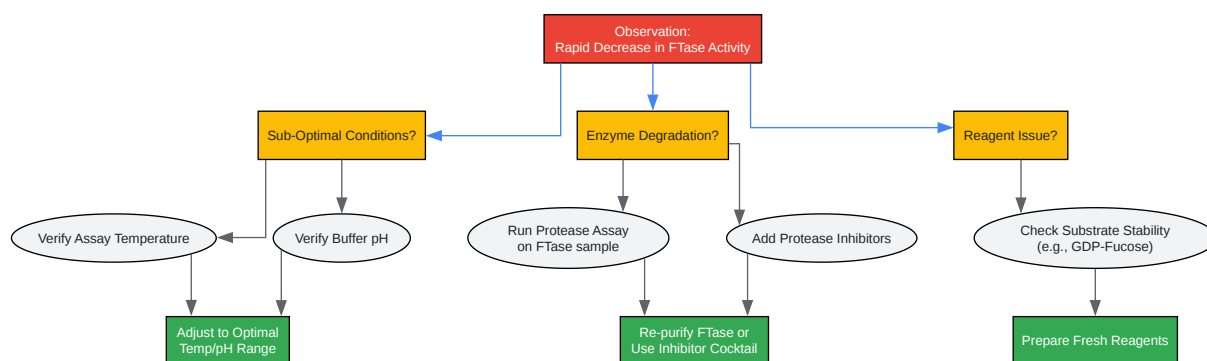 Observation:
Rapid Decrease in FTase Activity
Sub-Optimal Conditions?
Enzyme Degradation?
Reagent Issue?
Verify Assay Temperature
Verify Buffer pH
Run Protease Assay
on FTase sample
Add Protease Inhibitors
Check Substrate Stability
(e.g., GDP-Fucose)
Adjust to Optimal
Temp/pH Range
Re-purify FTase or
Use Inhibitor Cocktail
Prepare Fresh Reagents